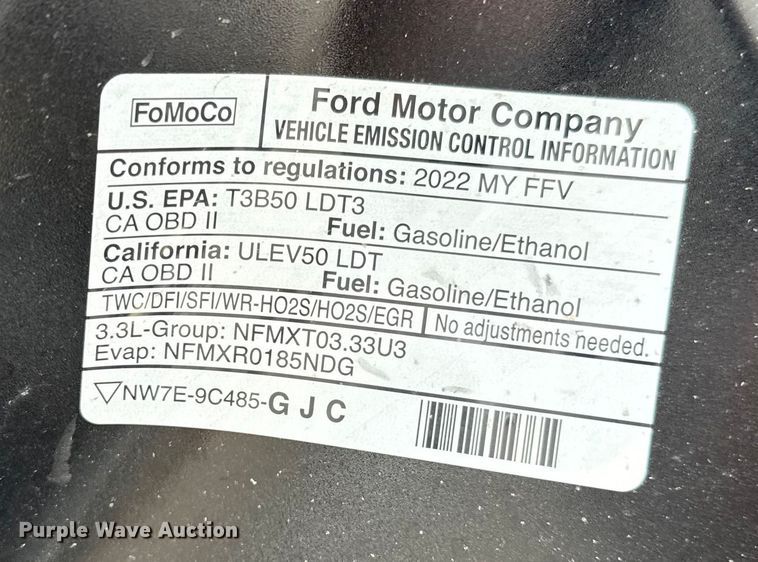 FoMoCo
Ford Motor Company
VEHICLE EMISSION CONTROL INFORMATION
Conforms to regulations: 2022 MY FFV
U.S. EPA: T3B50 LDT3
CA OBD II Fuel: Gasoline/Ethanol
California: ULEV50 LDT
CA OBD II Fuel: Gasoline/Ethanol
TWC/DFI/SFI/WR-HO2S/HO2S/EGR No adjustments needed.
3.3L-Group: NFMXT03.33U3
Evap: NFMXR0185NDG
NW7E-9C485-G J C
Purple Wave Auction